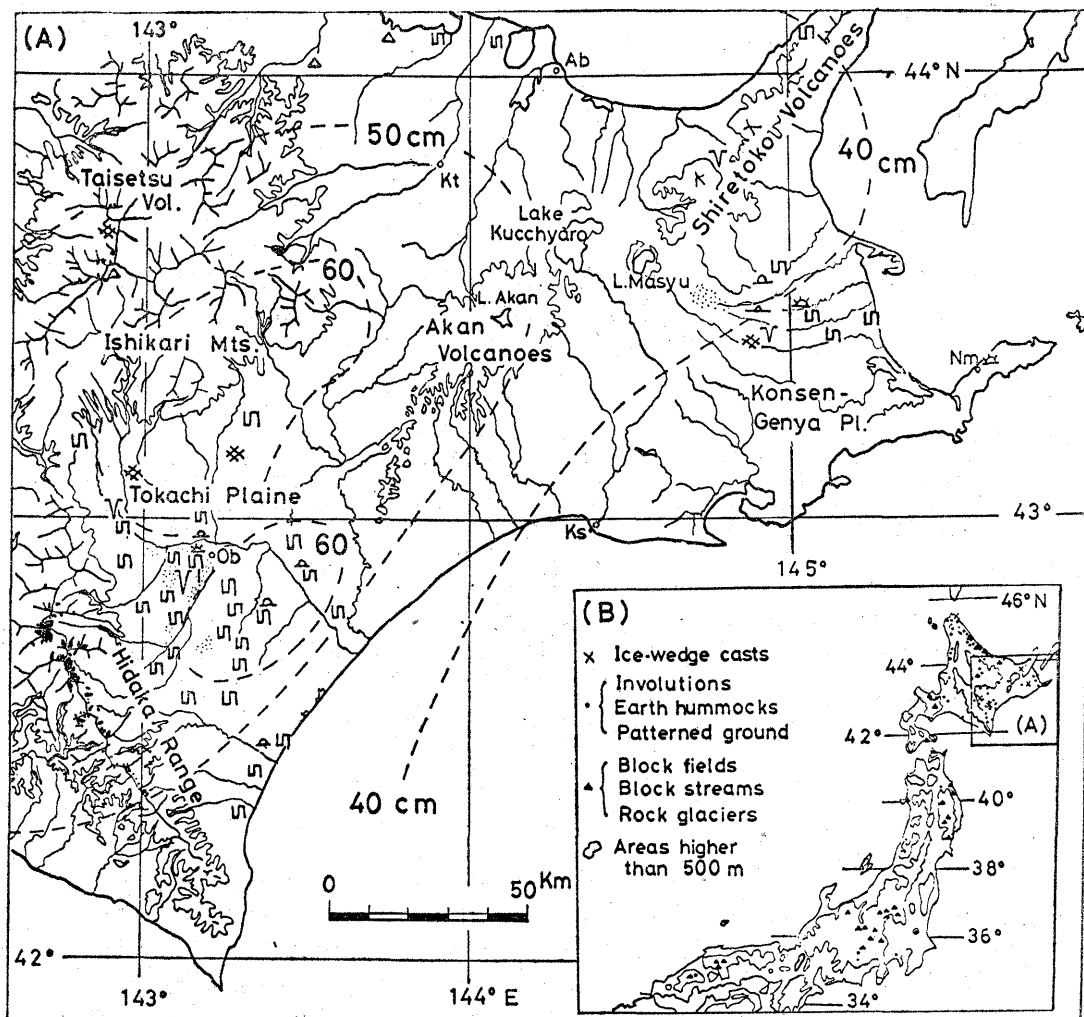 (A)
143°
Ab
44° N
50 cm
Kt
Taisetsu
Vol.
Shiretoko Volcanoes
40 cm
Lake
Kucchyaro
L. Masyu
60
L. Akan
Akan
Volcanoes
Ishikari Mts.
Nm
Konsen-
Genya Pl.
Tokachi Plaine
43°
Ks
Ob
60
145°
Hidaka Range
40 cm
0 50 Km
42°
143°
144° E
(B)
46° N
× Ice-wedge casts
Involutions
Earth hummocks
Patterned ground
Block fields
Block streams
Rock glaciers
Areas higher
than 500 m
44°
42°
(A)
40°
38°
36°
34°